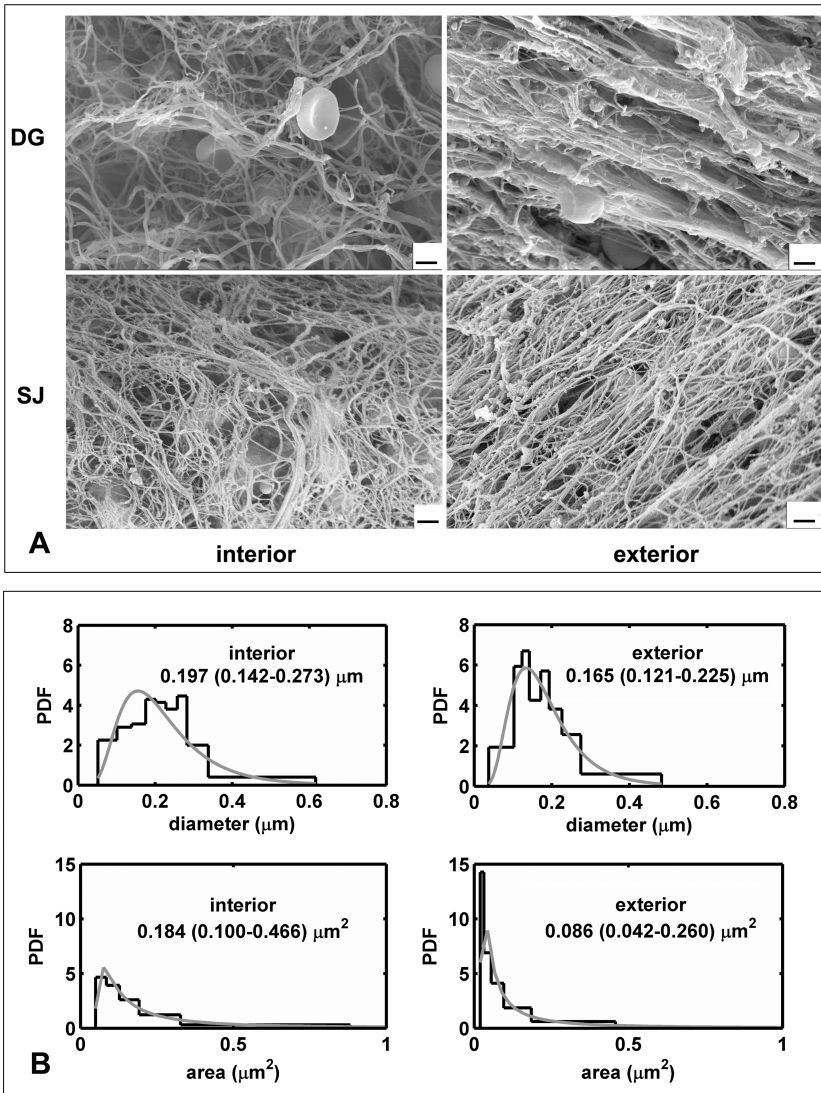 DG
SJ
A
interior
exterior
8
6
4
2
0
PDF
interior
0.197 (0.142-0.273) μm
0
0.2
0.4
0.6
0.8
diameter (μm)
8
6
4
2
0
PDF
exterior
0.165 (0.121-0.225) μm
0
0.2
0.4
0.6
0.8
diameter (μm)
15
10
5
0
PDF
interior
0.184 (0.100-0.466) μm²
0
0.5
1
area (μm²)
15
10
5
0
PDF
exterior
0.086 (0.042-0.260) μm²
0
0.5
1
area (μm²)
B